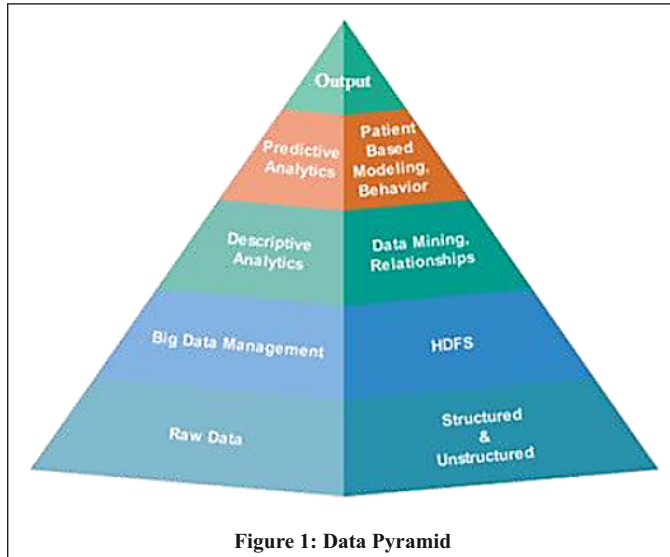 Output
Predictive
Analytics
Patient
Based
Modeling,
Behavior
Descriptive
Analytics
Data Mining,
Relationships
Big Data Management
HDFS
Raw Data
Structured
&
Unstructured
Figure 1: Data Pyramid